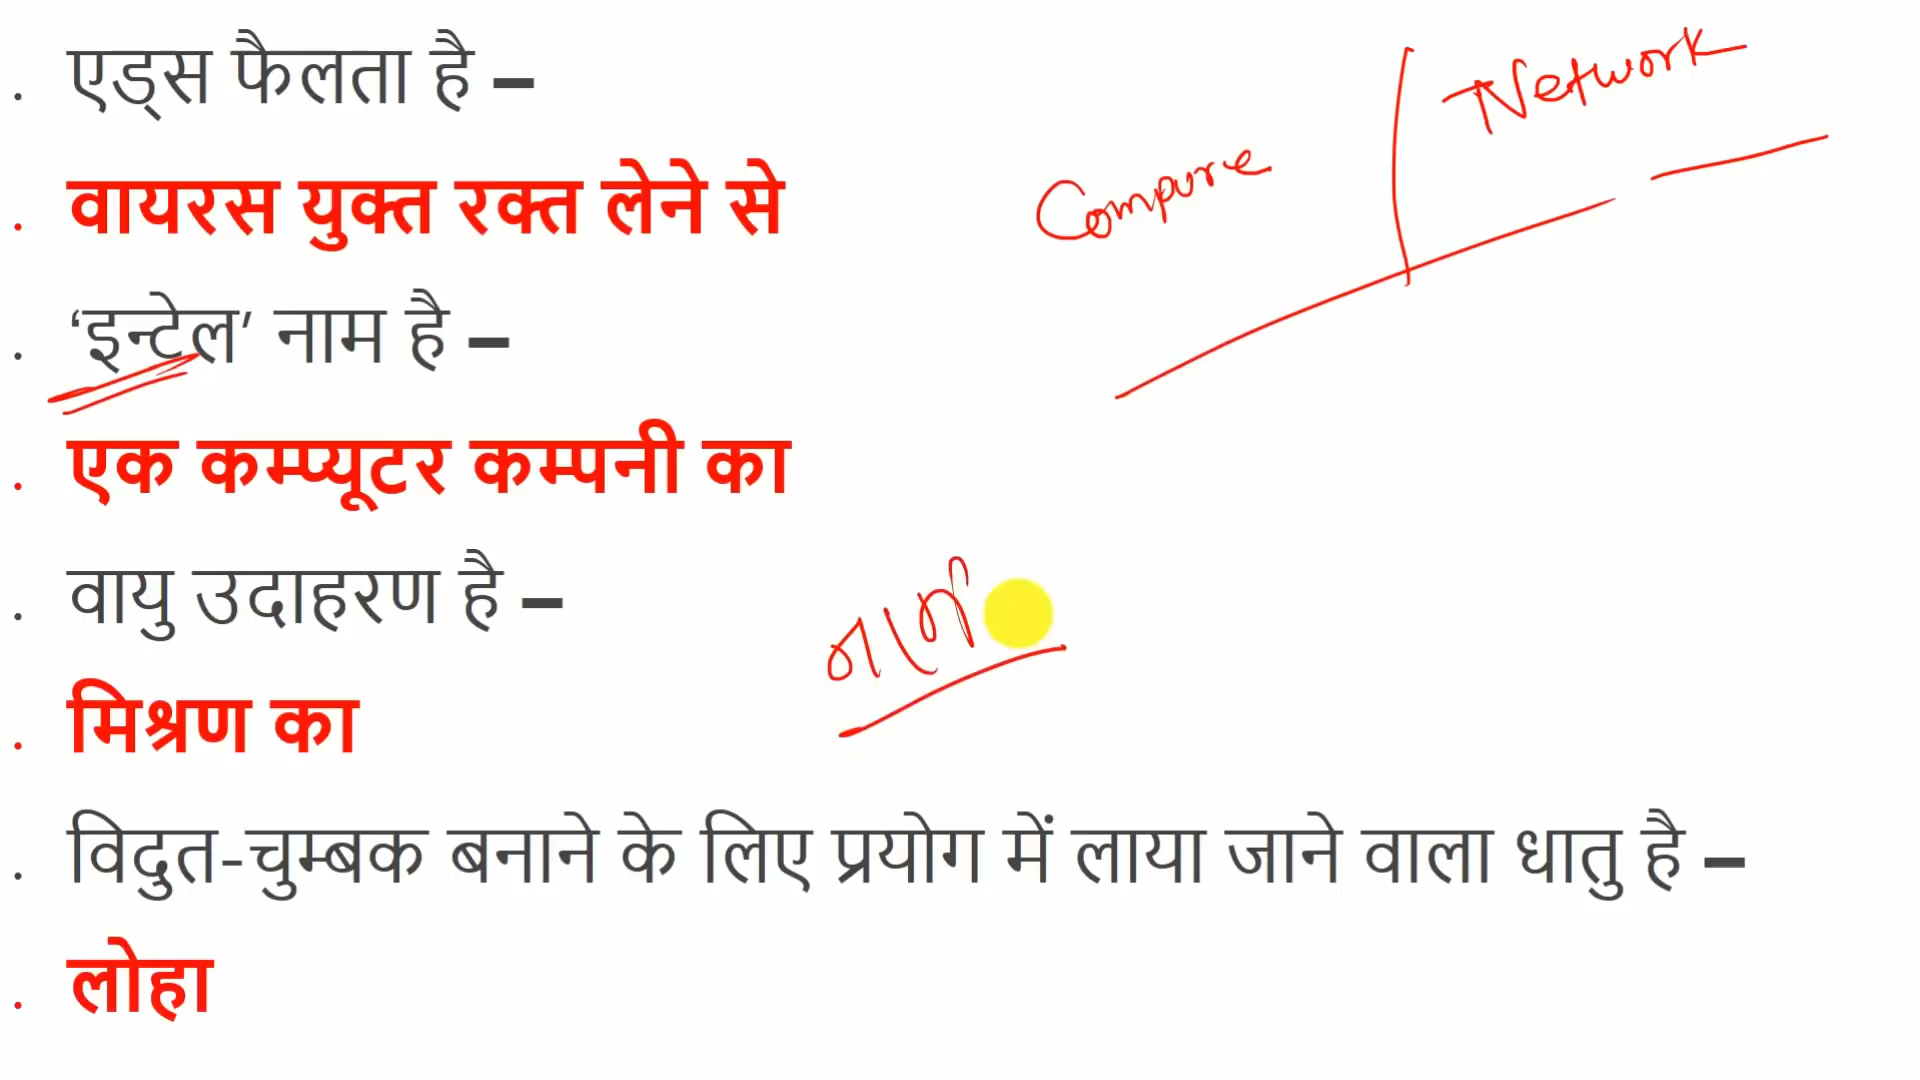 . एड्स फैलता है –
. वायरस युक्त रक्त लेने से
. ‘इन्टेल’ नाम है –
. एक कम्प्यूटर कम्पनी का
. वायु उदाहरण है –
. मिश्रण का
. विदुत-चुम्बक बनाने के लिए प्रयोग में लाया जाने वाला धातु है –
. लोहा
Compure
Network